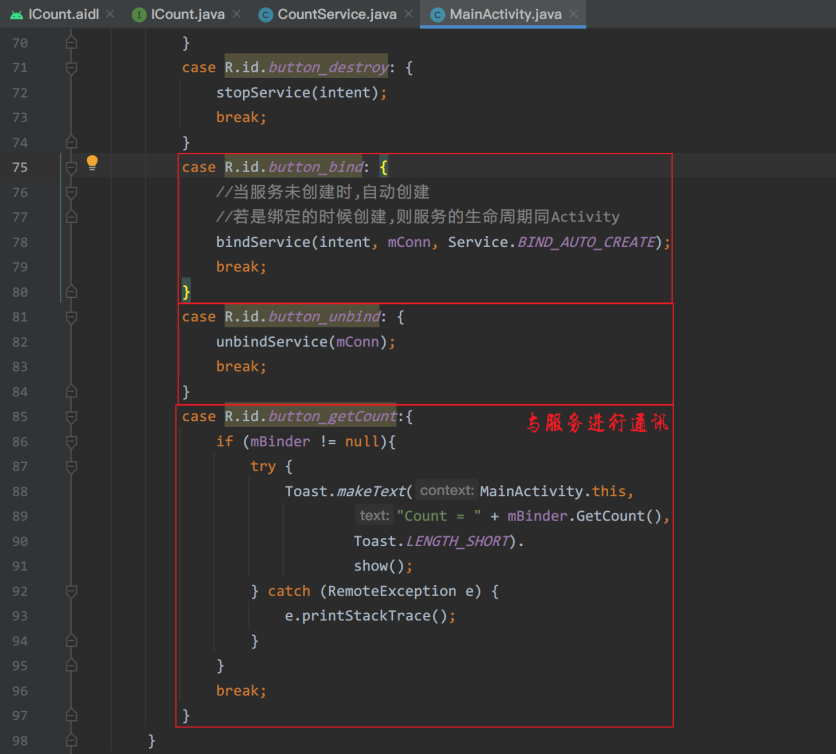 ICount.aidl ICount.java CountService.java MainActivity.java
70 }
71 case R.id.button_destroy: {
72 stopService(intent);
73 break;
74 }
75 case R.id.button_bind: {
76 //当服务未创建时,自动创建
77 //若是绑定的时候创建,则服务的生命周期同Activity
78 bindService(intent, mConn, Service.BIND_AUTO_CREATE);
79 break;
80 }
81 case R.id.button_unbind: {
82 unbindService(mConn);
83 break;
84 }
85 case R.id.button_getCount:{ 与服务进行通讯
86 if (mBinder != null){
87 try {
88 Toast.makeText( context: MainActivity.this,
89 text: "Count = " + mBinder.GetCount(),
90 Toast.LENGTH_SHORT).
91 show();
92 } catch (RemoteException e) {
93 e.printStackTrace();
94 }
95 }
96 break;
97 }
98 }